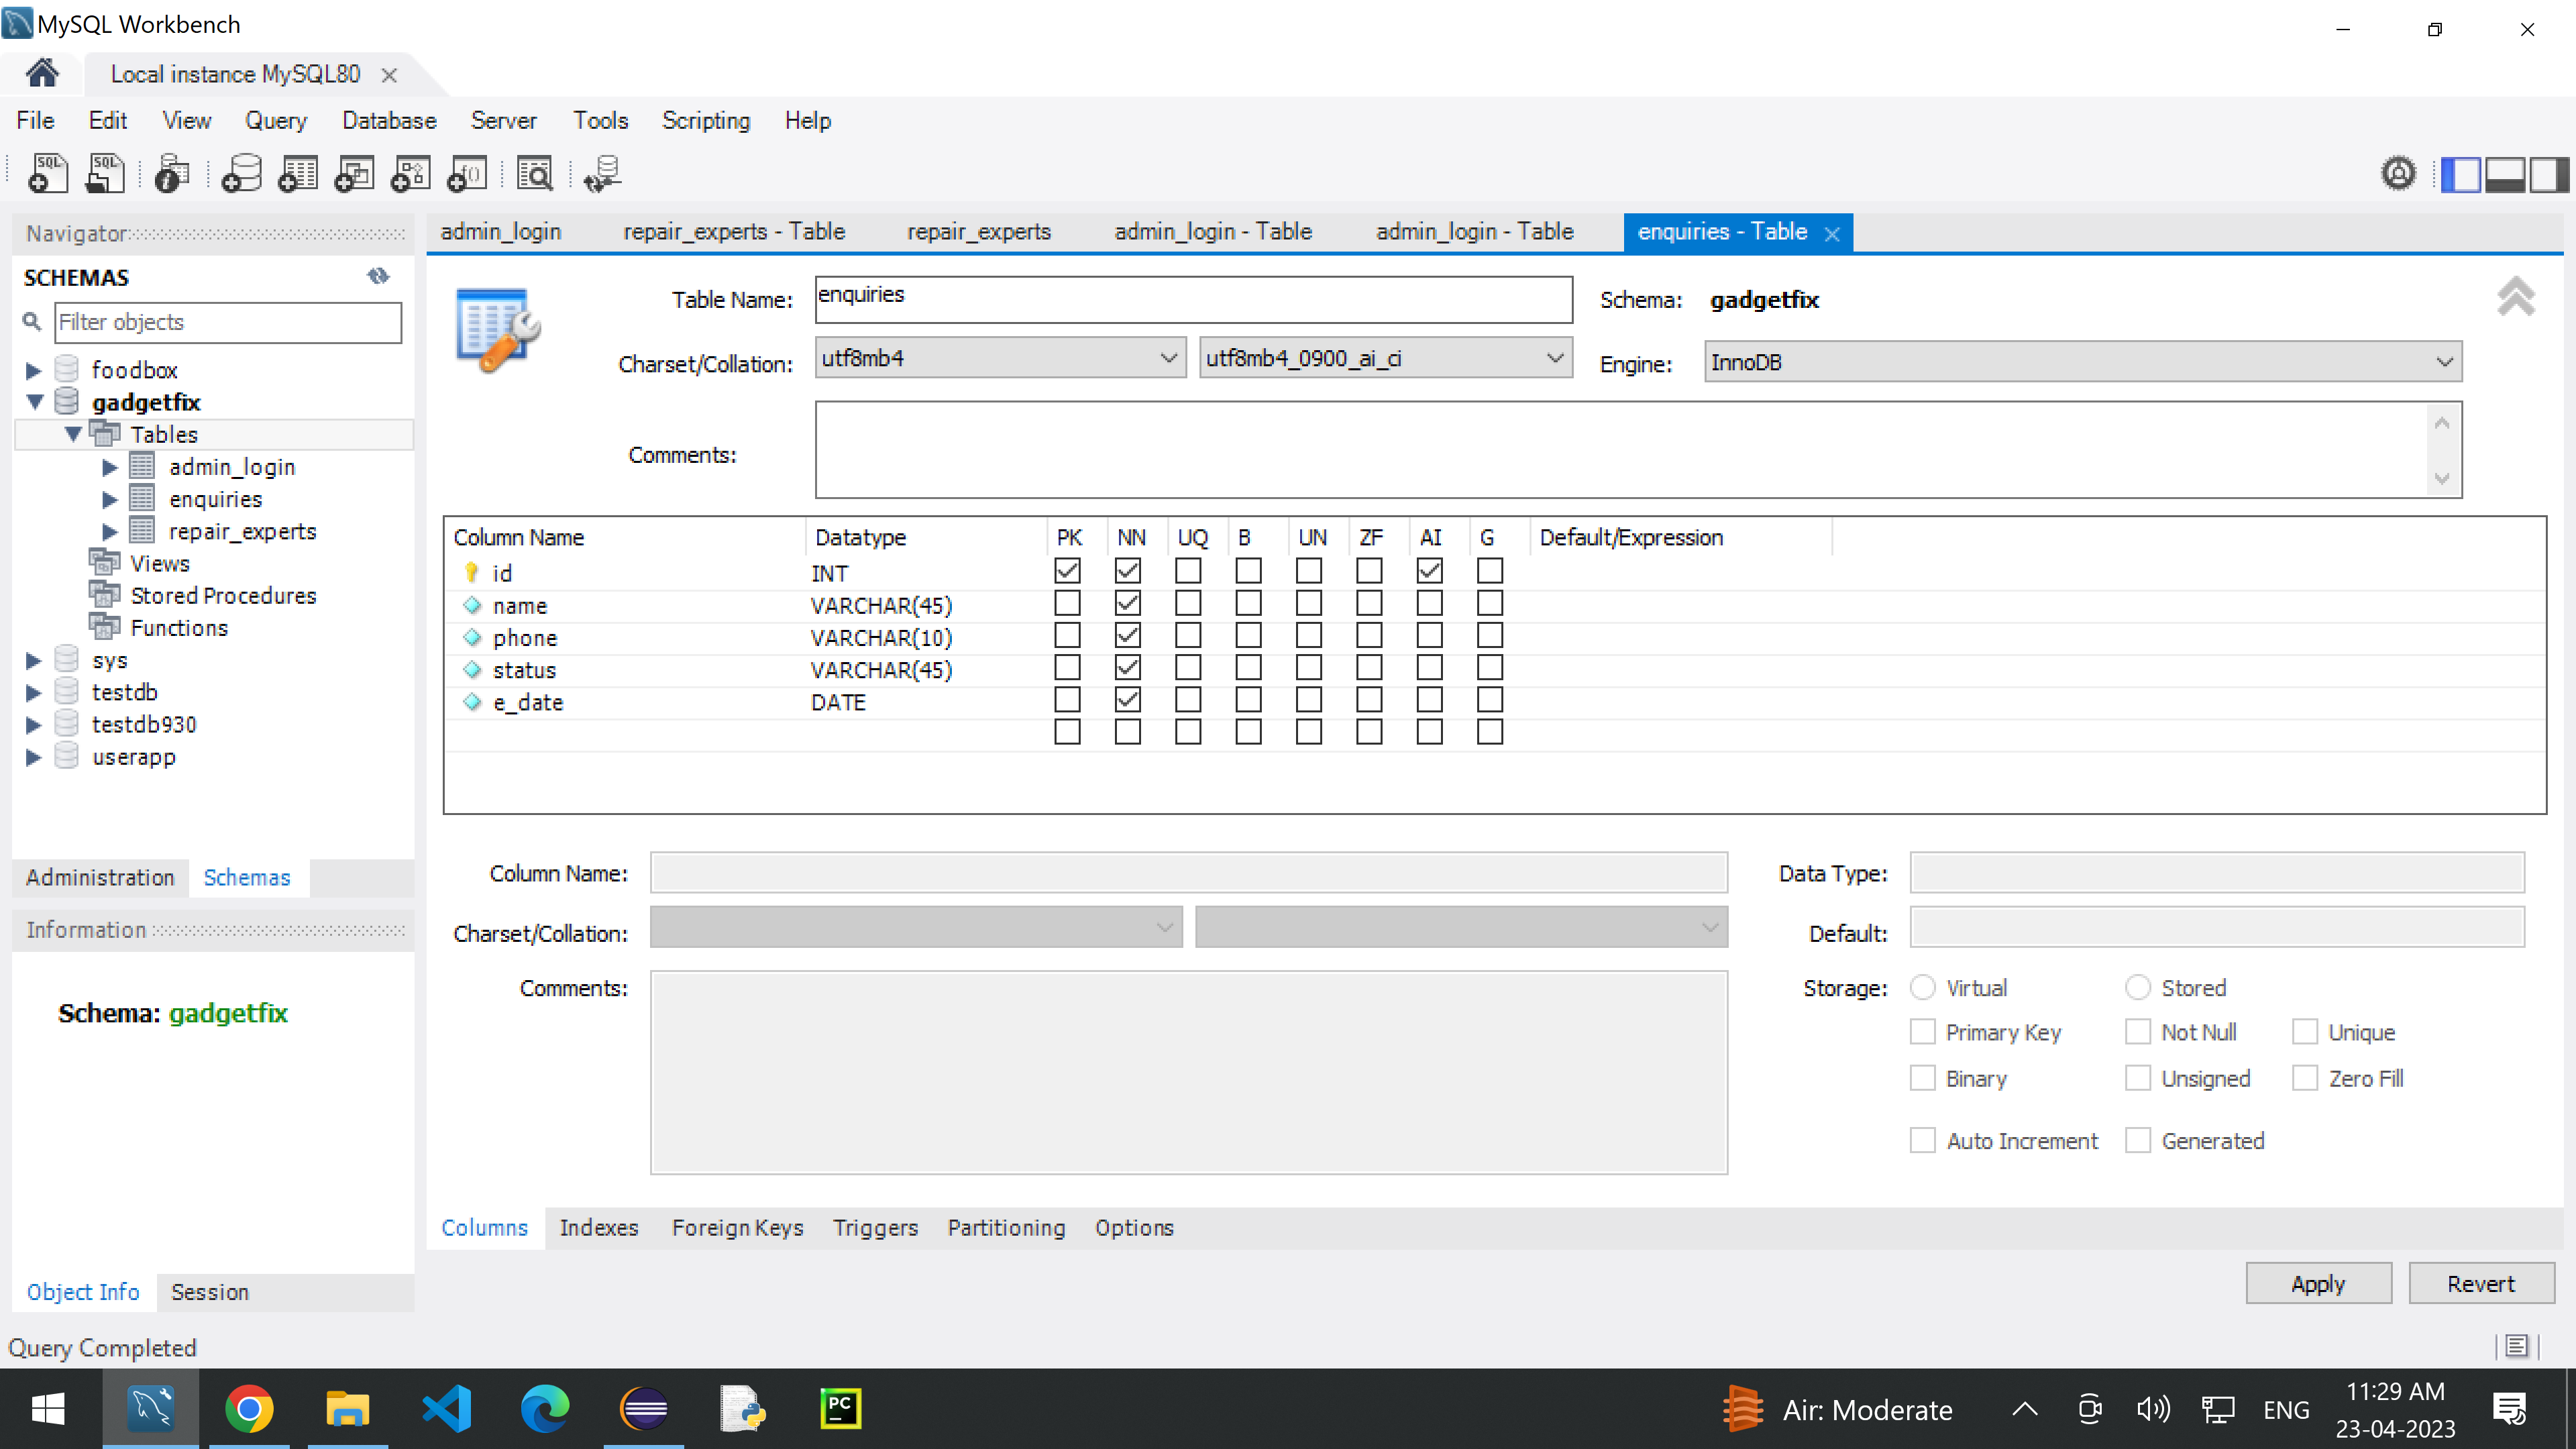 MySQL Workbench
Local instance MySQL80
File Edit View Query Database Server Tools Scripting Help
SQL SQL
Navigator
SCHEMAS
Filter objects
foodbox
gadgetfix
Tables
admin_login
enquiries
repair_experts
Views
Stored Procedures
Functions
sys
testdb
testdb930
userapp
Administration Schemas
Information
Schema: gadgetfix
Object Info Session
admin_login repair_experts - Table repair_experts admin_login - Table admin_login - Table enquiries - Table
Table Name: enquiries Schema: gadgetfix
Charset/Collation: utf8mb4 utf8mb4_0900_ai_ci Engine: InnoDB
Comments:
Column Name Datatype PK NN UQ B UN ZF AI G Default/Expression
id INT
name VARCHAR(45)
phone VARCHAR(10)
status VARCHAR(45)
e_date DATE
Column Name: Data Type:
Charset/Collation: Default:
Comments: Storage: Virtual Stored
Primary Key Not Null Unique
Binary Unsigned Zero Fill
Auto Increment Generated
Columns Indexes Foreign Keys Triggers Partitioning Options
Apply Revert
Query Completed
PC
Air: Moderate
ENG
11:29 AM
23-04-2023